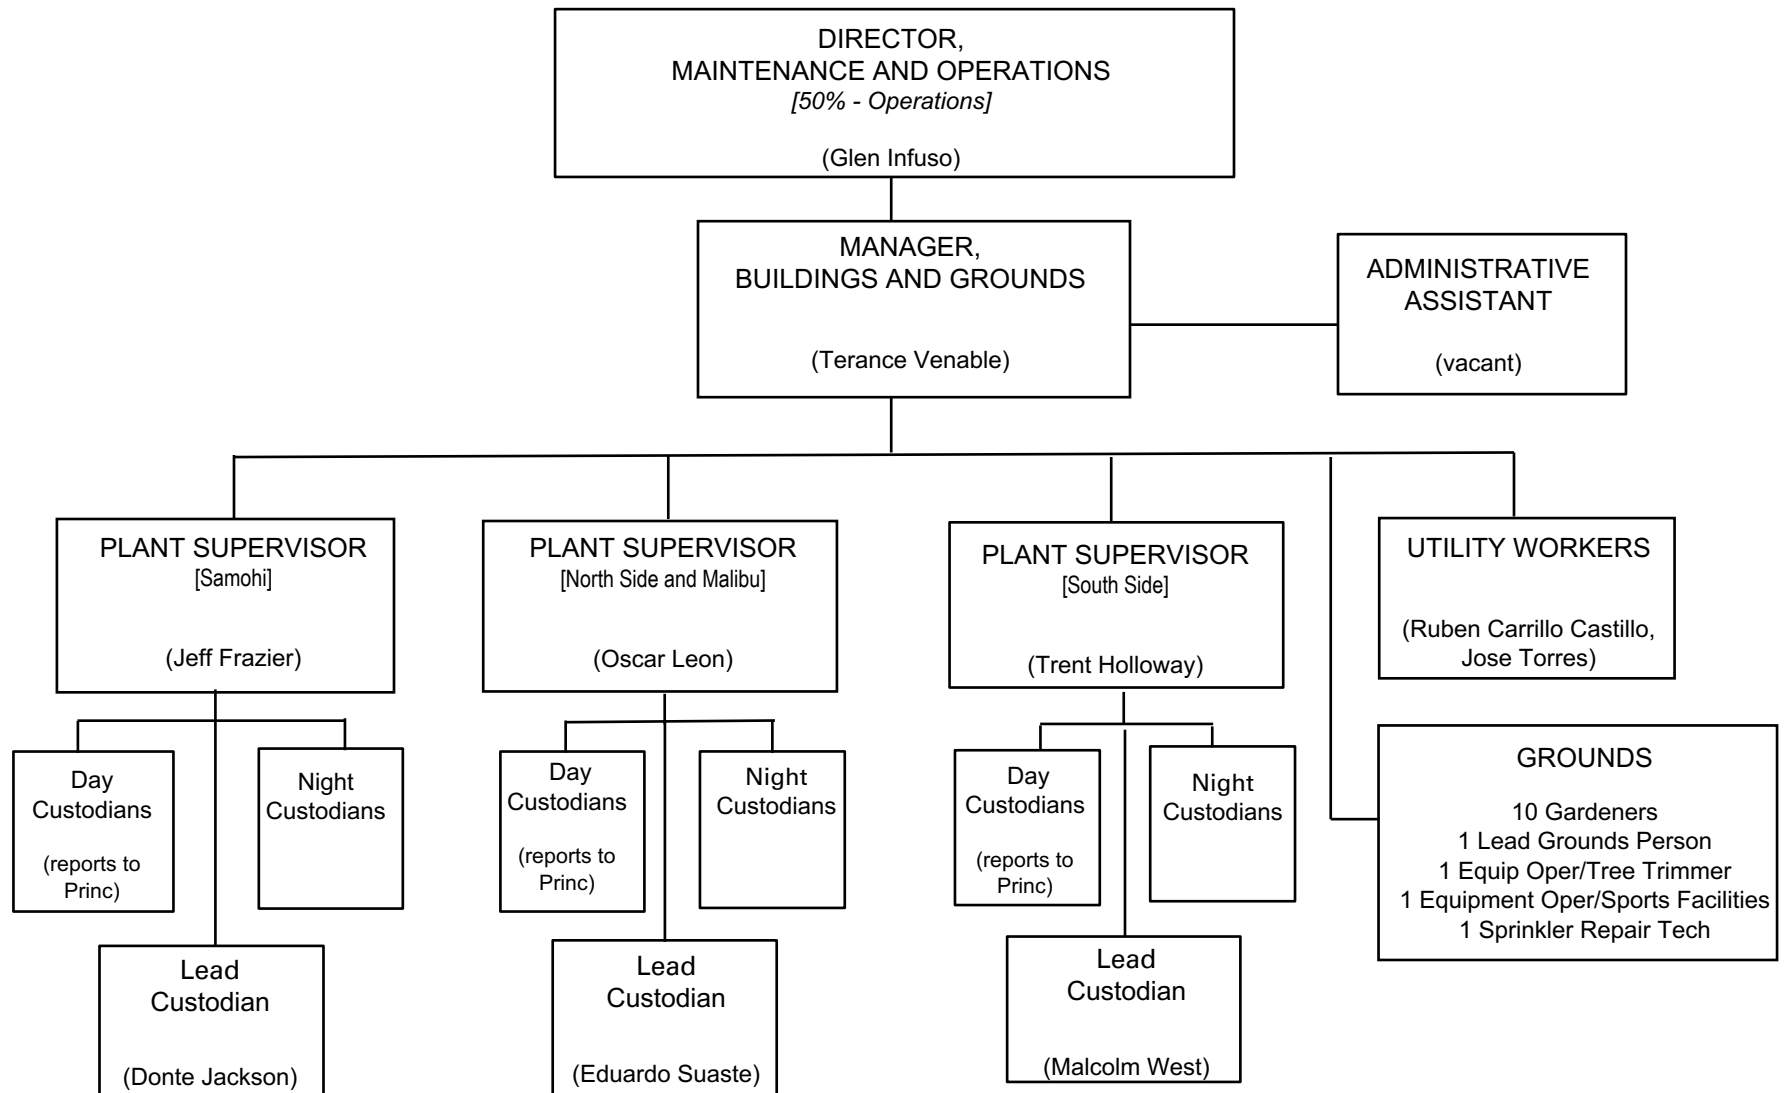 DIRECTOR,
MAINTENANCE AND OPERATIONS
[50% - Operations]
(Glen Infuso)
MANAGER,
BUILDINGS AND GROUNDS
(Terance Venable)
ADMINISTRATIVE
ASSISTANT
(vacant)
PLANT SUPERVISOR
[Samohi]
(Jeff Frazier)
PLANT SUPERVISOR
[North Side and Malibu]
(Oscar Leon)
PLANT SUPERVISOR
[South Side]
(Trent Holloway)
UTILITY WORKERS
(Ruben Carrillo Castillo,
Jose Torres)
Day
Custodians
(reports to
Princ)
Night
Custodians
Day
Custodians
(reports to
Princ)
Night
Custodians
Day
Custodians
(reports to
Princ)
Night
Custodians
GROUNDS
10 Gardeners
1 Lead Grounds Person
1 Equip Oper/Tree Trimmer
1 Equipment Oper/Sports Facilities
1 Sprinkler Repair Tech
Lead
Custodian
(Donte Jackson)
Lead
Custodian
(Eduardo Suaste)
Lead
Custodian
(Malcolm West)